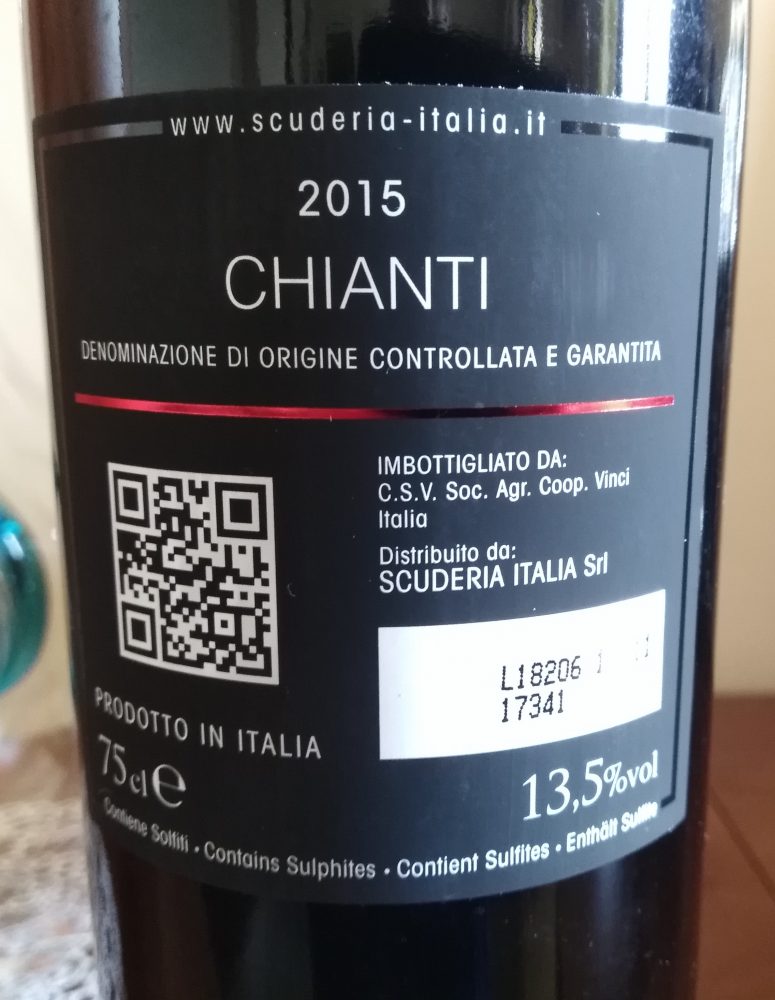 www.scuderia-italia.it
2015
CHIANTI
DENOMINAZIONE DI ORIGINE CONTROLLATA E GARANTITA
IMBOTTIGLIATO DA:
C.S.V. Soc. Agr. Coop. Vinci
Italia
Distribuito da:
SCUDERIA ITALIA Srl
L18206
17341
PRODOTTO IN ITALIA
75 cl e
13,5%vol
Contiene Solfiti • Contains Sulphites • Contient Sulfites • Enthält Sulfite